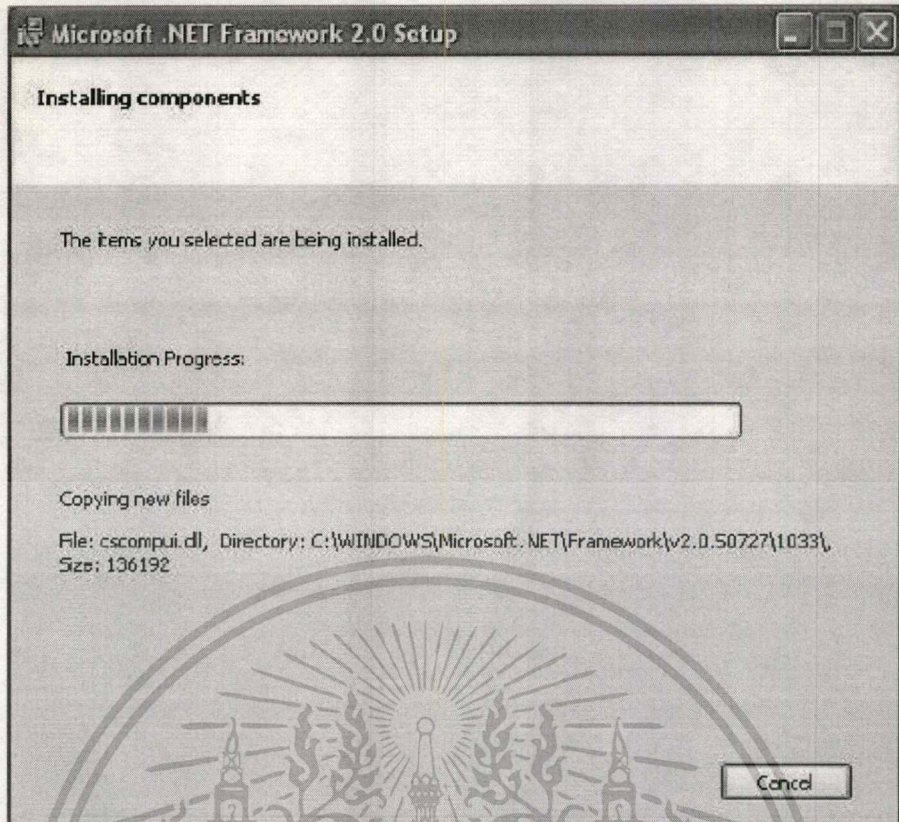 Microsoft .NET Framework 2.0 Setup
Installing components
The items you selected are being installed.
Installation Progress:
Copying new files
File: cscompui.dll, Directory: C:\WINDOWS\Microsoft.NET\Framework\v2.0.50727\1033\,
Size: 136192
Cancel